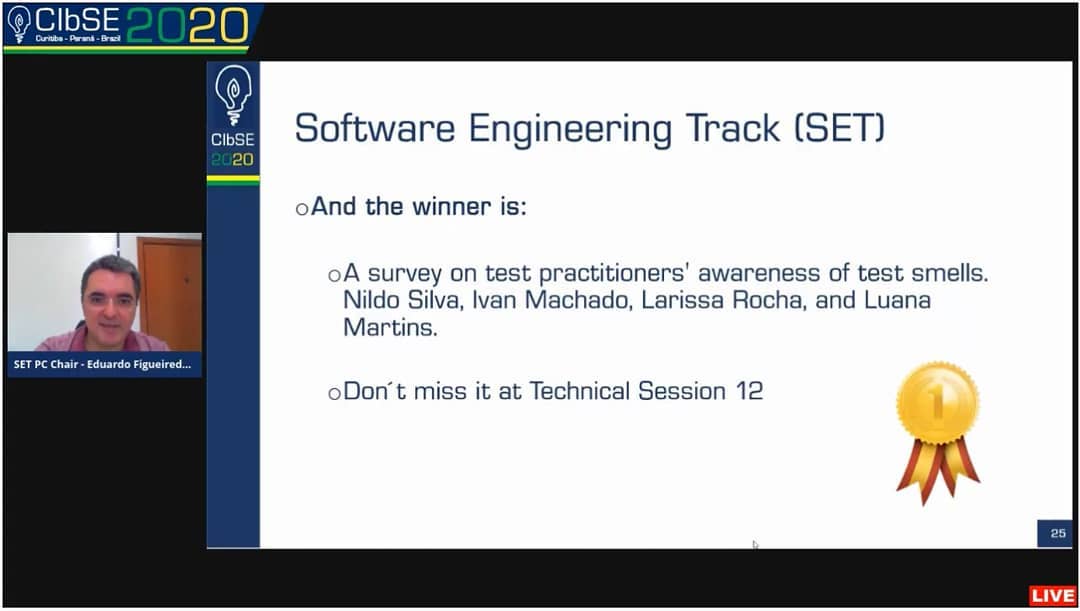 CIbSE 2020
Curitiba - Paraná - Brazil
CIbSE
2020
Software Engineering Track (SET)
And the winner is:
A survey on test practitioners' awareness of test smells.
Nildo Silva, Ivan Machado, Larissa Rocha, and Luana
Martins.
Don´t miss it at Technical Session 12
1
SET PC Chair - Eduardo Figueired...
25
LIVE